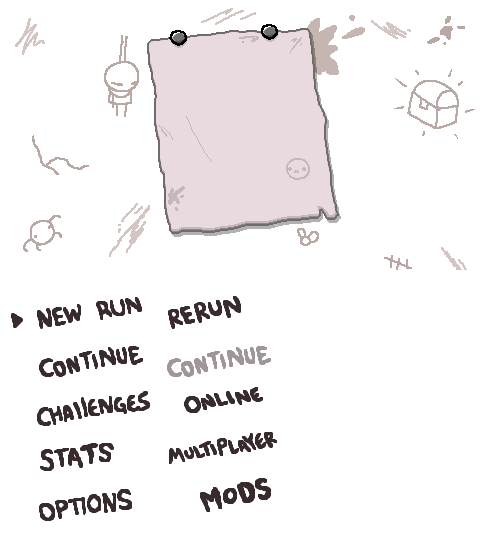 NEW RUN
CONTINUE
CHALLENGES
STATS
OPTIONS
RERUN
CONTINUE
ONLINE
MULTIPLAYER
MODS